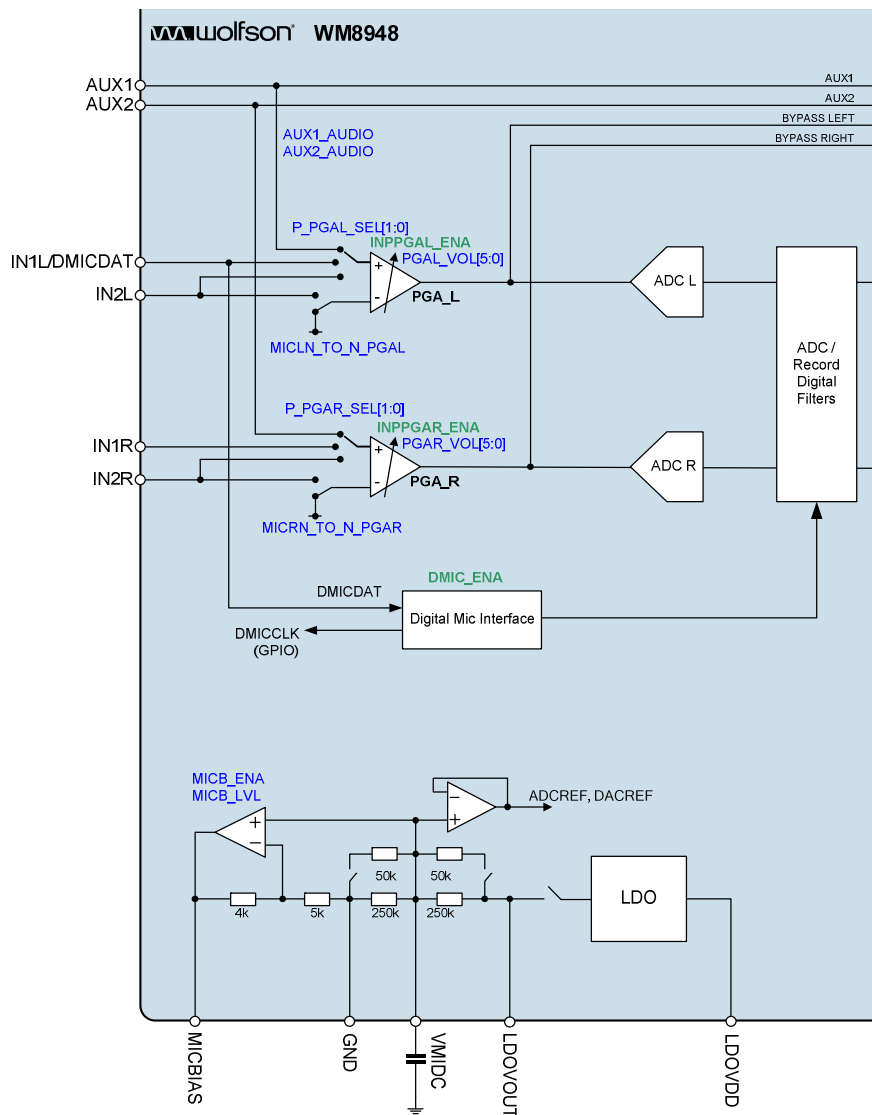 wolfson® WM8948
AUX1
AUX1
AUX2
AUX2
BYPASS LEFT
BYPASS RIGHT
AUX1_AUDIO
AUX2_AUDIO
P_PGAL_SEL[1:0]
INPPGAL_ENA
PGAL_VOL[5:0]
IN1L/DMICDAT
+
-
PGA_L
ADC L
IN2L
MICLN_TO_N_PGAL
ADC /
Record
Digital
Filters
P_PGAR_SEL[1:0]
INPPGAR_ENA
PGAR_VOL[5:0]
IN1R
+
-
PGA_R
ADC R
IN2R
MICRN_TO_N_PGAR
DMIC_ENA
DMICDAT
Digital Mic Interface
DMICCLK
(GPIO)
MICB_ENA
MICB_LVL
+
−
−
+
ADCREF, DACREF
50k
50k
4k
5k
250k
250k
LDO
MICBIAS
GND
VMIDC
LDOVOUT
LDOVDD